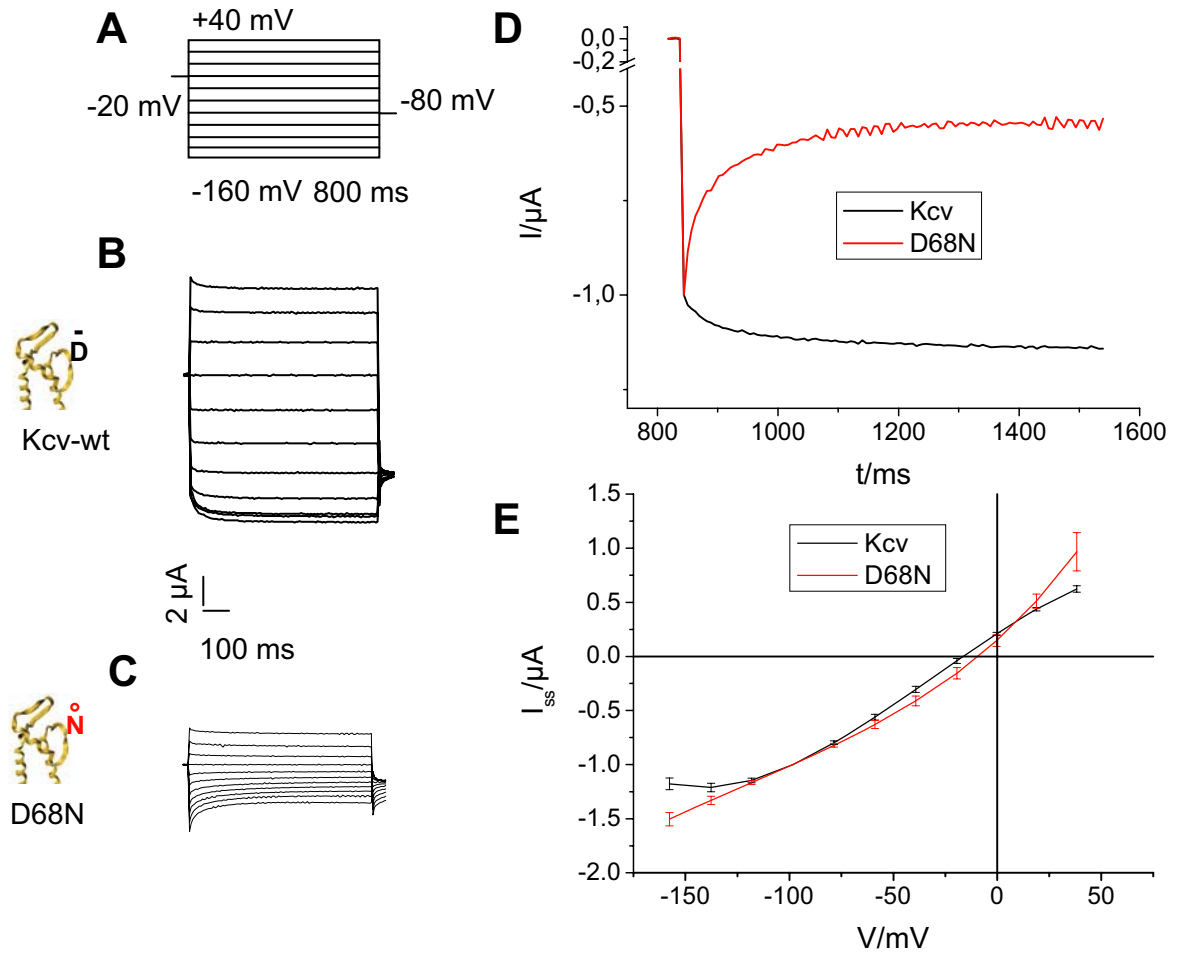 A
+40 mV
-20 mV
-80 mV
-160 mV 800 ms
B
-
D
Kcv-wt
2 µA
100 ms
C
N
D68N
D
0,0
-0,2
-0,5
-1,0
I/µA
Kcv
D68N
800 1000 1200 1400 1600
t/ms
E
1.5
1.0
0.5
0.0
-0.5
-1.0
-1.5
-2.0
I_ss/µA
Kcv
D68N
-150 -100 -50 0 50
V/mV